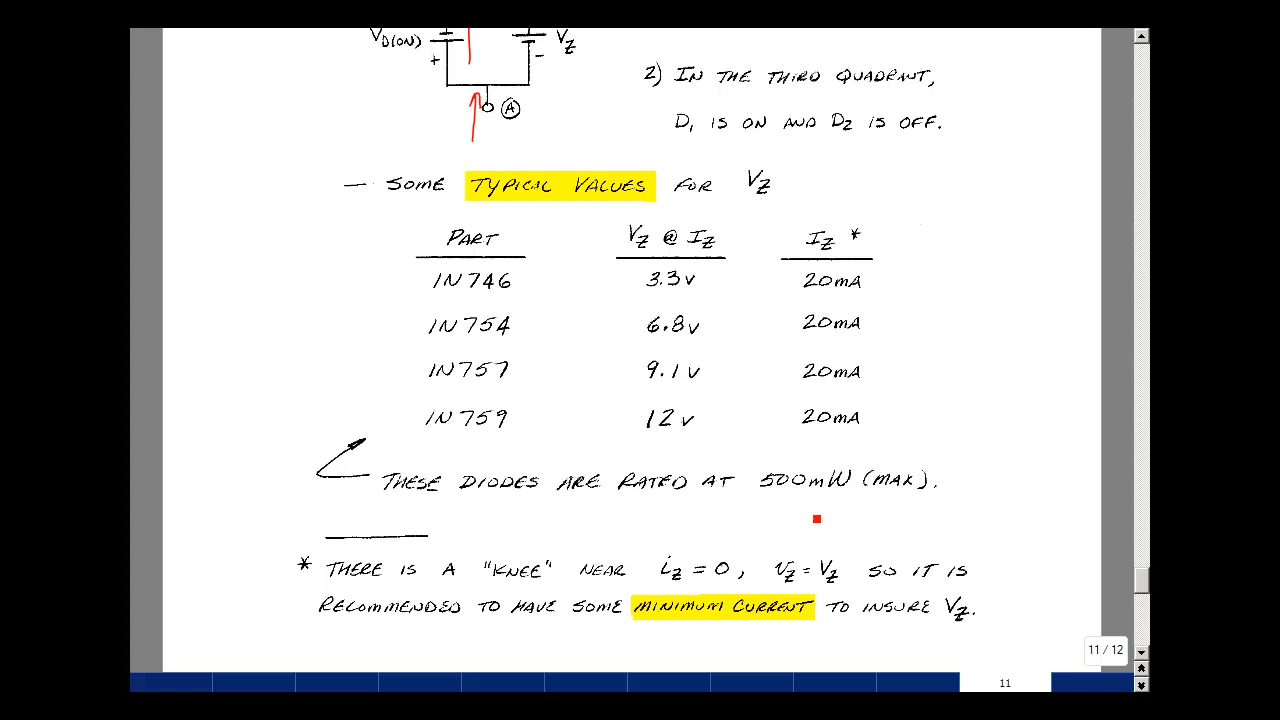 VD(ON)
VZ
+
-
A
2) IN THE THIRD QUADRANT,
D1 IS ON AND D2 IS OFF.
— SOME TYPICAL VALUES FOR VZ
PART VZ @ IZ IZ *
1N746 3.3V 20mA
1N754 6.8V 20mA
1N757 9.1V 20mA
1N759 12V 20mA
THESE DIODES ARE RATED AT 500mW (MAX).
* THERE IS A "KNEE" NEAR iZ = 0, vZ = VZ SO IT IS
RECOMMENDED TO HAVE SOME MINIMUM CURRENT TO INSURE VZ.
11 / 12
11